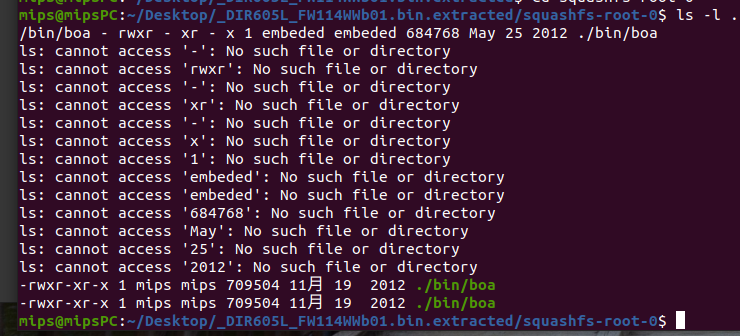 mips@mipsPC:~/Desktop/_DIR605L_FW114WWb01.bin.extracted/squashfs-root-0$ ls -l .
/bin/boa - rwxr - xr - x 1 embeded embeded 684768 May 25 2012 ./bin/boa
ls: cannot access '-': No such file or directory
ls: cannot access 'rwxr': No such file or directory
ls: cannot access '-': No such file or directory
ls: cannot access 'xr': No such file or directory
ls: cannot access '-': No such file or directory
ls: cannot access 'x': No such file or directory
ls: cannot access '1': No such file or directory
ls: cannot access 'embeded': No such file or directory
ls: cannot access 'embeded': No such file or directory
ls: cannot access '684768': No such file or directory
ls: cannot access 'May': No such file or directory
ls: cannot access '25': No such file or directory
ls: cannot access '2012': No such file or directory
-rwxr-xr-x 1 mips mips 709504 11月 19  2012 ./bin/boa
-rwxr-xr-x 1 mips mips 709504 11月 19  2012 ./bin/boa
mips@mipsPC:~/Desktop/_DIR605L_FW114WWb01.bin.extracted/squashfs-root-0$